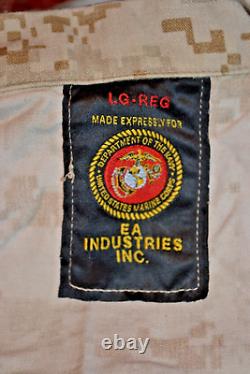 LG-REG
MADE EXPRESSLY FOR
DEPARTMENT OF THE NAVY
UNITED STATES MARINE CORPS
EA
INDUSTRIES
INC.